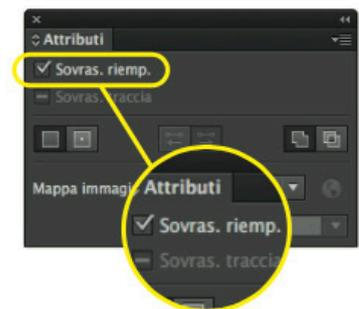 Attributi
Sovras. riemp.
Sovras. traccia
Mappa immagi
Attributi
Sovras. riemp.
Sovras. traccia